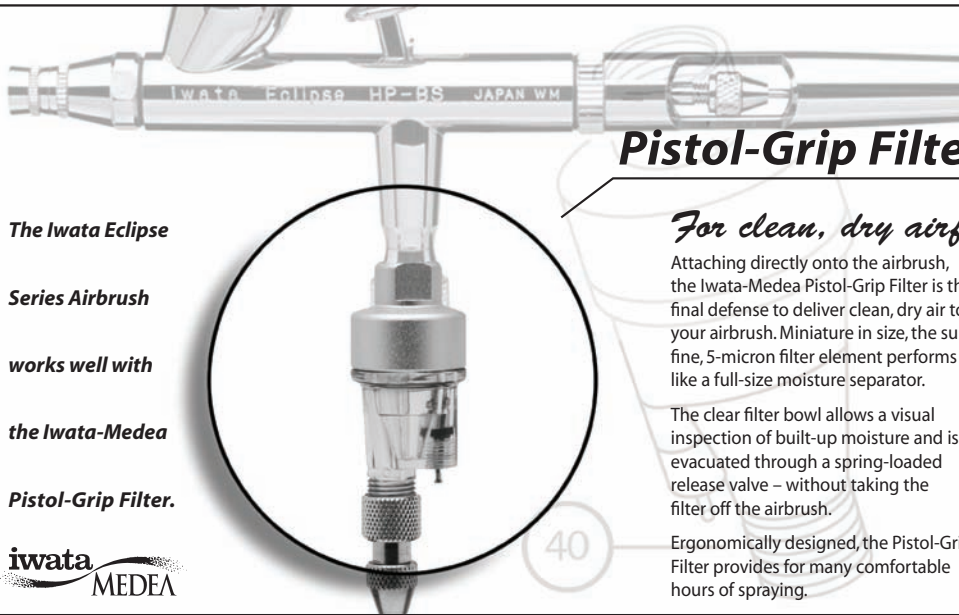 Iwata Eclipse HP-BS JAPAN WM
Pistol-Grip Filte
The Iwata Eclipse
Series Airbrush
works well with
the Iwata-Medea
Pistol-Grip Filter.
iwata
MEDEA
For clean, dry airf
Attaching directly onto the airbrush,
the Iwata-Medea Pistol-Grip Filter is th
final defense to deliver clean, dry air to
your airbrush. Miniature in size, the su
fine, 5-micron filter element performs
like a full-size moisture separator.
The clear filter bowl allows a visual
inspection of built-up moisture and is
evacuated through a spring-loaded
release valve – without taking the
filter off the airbrush.
Ergonomically designed, the Pistol-Gri
Filter provides for many comfortable
hours of spraying.
40